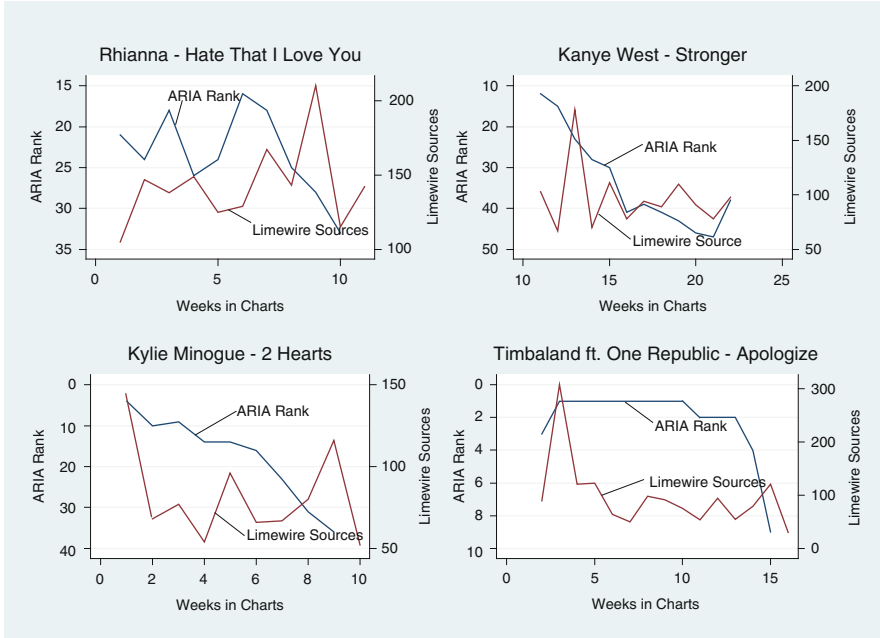 Rhianna - Hate That I Love You
15
20
25
30
35
ARIA Rank
ARIA Rank
Limewire Sources
200
150
100
Limewire Sources
0
5
10
Weeks in Charts
Kanye West - Stronger
10
20
30
40
50
ARIA Rank
ARIA Rank
Limewire Source
200
150
100
50
Limewire Sources
10
15
20
25
Weeks in Charts
Kylie Minogue - 2 Hearts
0
10
20
30
40
ARIA Rank
ARIA Rank
Limewire Sources
150
100
50
Limewire Sources
0
2
4
6
8
10
Weeks in Charts
Timbaland ft. One Republic - Apologize
0
2
4
6
8
10
ARIA Rank
ARIA Rank
Limewire Sources
300
200
100
0
Limewire Sources
0
5
10
15
Weeks in Charts